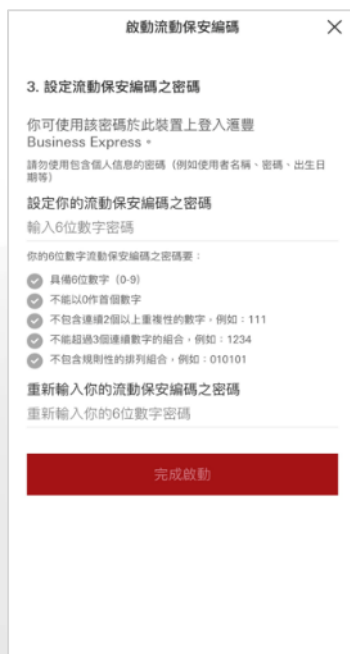 啟動流動保安編碼
3. 設定流動保安編碼之密碼
你可使用該密碼於此裝置上登入滙豐
Business Express。
請勿使用包含個人信息的密碼（例如使用者名稱、密碼、出生日
期等）
設定你的流動保安編碼之密碼
輸入6位數字密碼
你的6位數字流動保安編碼之密碼要：
具備6位數字（0-9）
不能以0作首個數字
不包含連續2個以上重複性的數字，例如：111
不能超過3個連續數字的組合，例如：1234
不包含規則性的排列組合，例如：010101
重新輸入你的流動保安編碼之密碼
重新輸入你的6位數字密碼
完成啟動